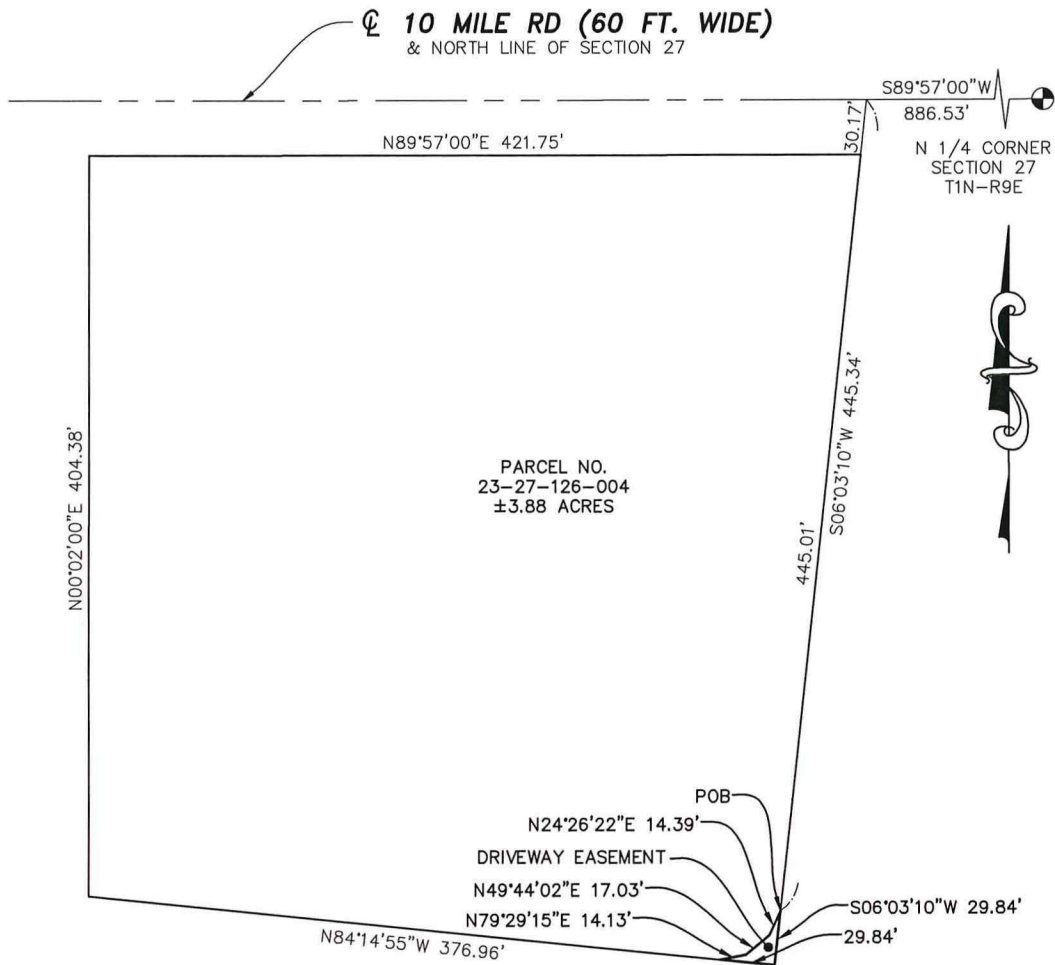 ℄ 10 MILE RD (60 FT. WIDE)
& NORTH LINE OF SECTION 27
S89°57'00"W
886.53'
30.17'
N 1/4 CORNER
SECTION 27
T1N-R9E
N89°57'00"E 421.75'
N00°02'00"E 404.38'
PARCEL NO.
23-27-126-004
±3.88 ACRES
S06°03'10"W 445.34'
445.01'
POB
N24°26'22"E 14.39'
DRIVEWAY EASEMENT
N49°44'02"E 17.03'
N79°29'15"E 14.13'
S06°03'10"W 29.84'
29.84'
N84°14'55"W 376.96'